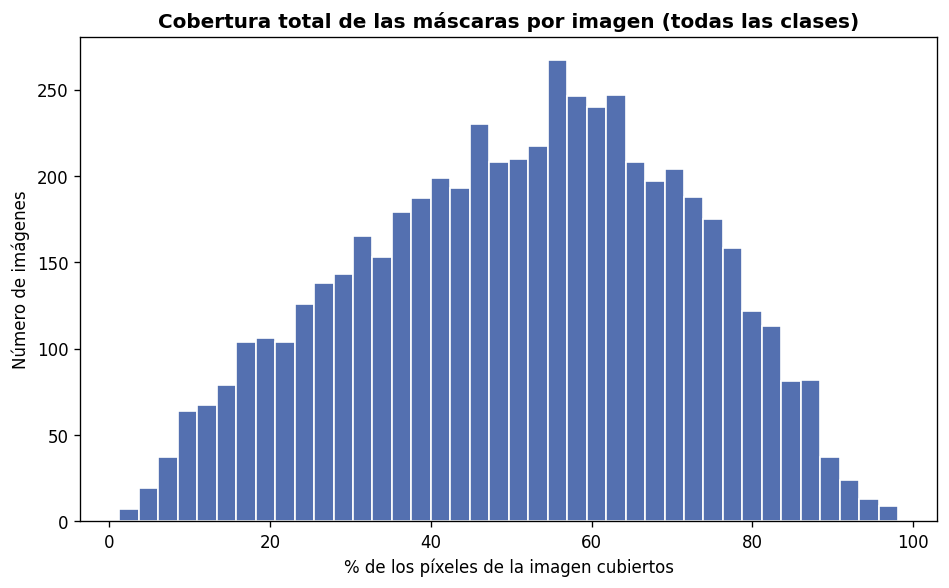 Cobertura total de las máscaras por imagen (todas las clases)
Número de imágenes
250
200
150
100
50
0
0 20 40 60 80 100
% de los píxeles de la imagen cubiertos